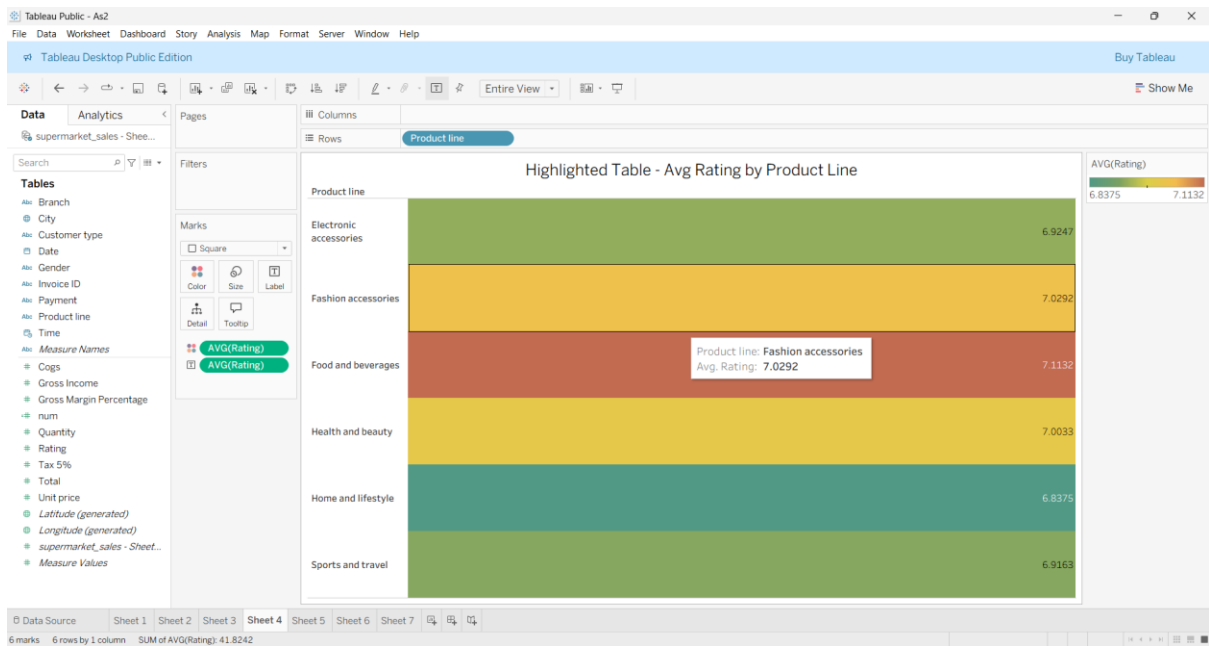 Tableau Public - As2
File Data Worksheet Dashboard Story Analysis Map Format Server Window Help
Tableau Desktop Public Edition
Buy Tableau
Entire View
Show Me
Data
Analytics
supermarket_sales - Shee...
Search
Tables
Abc Branch
City
Abc Customer type
Date
Abc Gender
Abc Invoice ID
Abc Payment
Abc Product line
Time
Abc Measure Names
# Cogs
# Gross Income
# Gross Margin Percentage
=# num
# Quantity
# Rating
# Tax 5%
# Total
# Unit price
Latitude (generated)
Longitude (generated)
# supermarket_sales - Sheet...
# Measure Values
Pages
Filters
Marks
Square
Color
Size
Label
Detail
Tooltip
AVG(Rating)
AVG(Rating)
Columns
Rows
Product line
Highlighted Table - Avg Rating by Product Line
Product line
Electronic
accessories
6.9247
Fashion accessories
7.0292
Food and beverages
7.1132
Product line: Fashion accessories
Avg. Rating: 7.0292
Health and beauty
7.0033
Home and lifestyle
6.8375
Sports and travel
6.9163
AVG(Rating)
6.8375
7.1132
Data Source
Sheet 1
Sheet 2
Sheet 3
Sheet 4
Sheet 5
Sheet 6
Sheet 7
6 marks
6 rows by 1 column
SUM of AVG(Rating): 41.8242